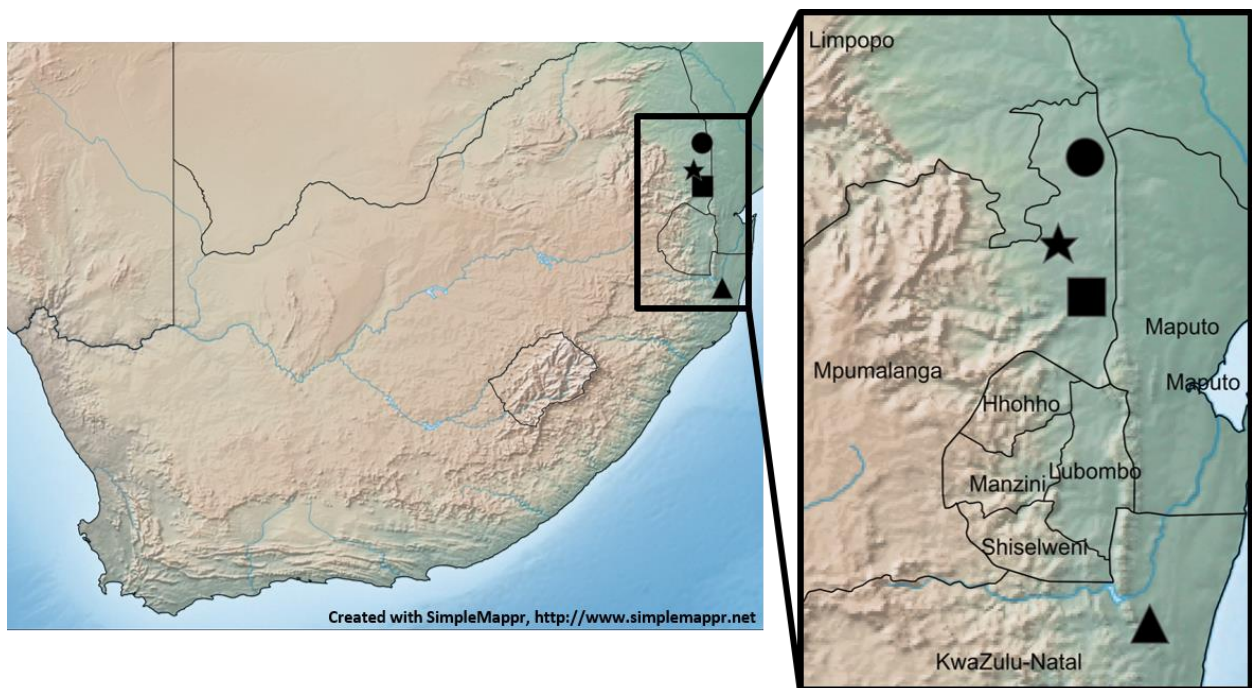 Limpopo
Maputo
Mpumalanga
Maputo
Hhohho
Lubombo
Manzini
Shiselweni
KwaZulu-Natal
Created with SimpleMappr, http://www.simplemappr.net